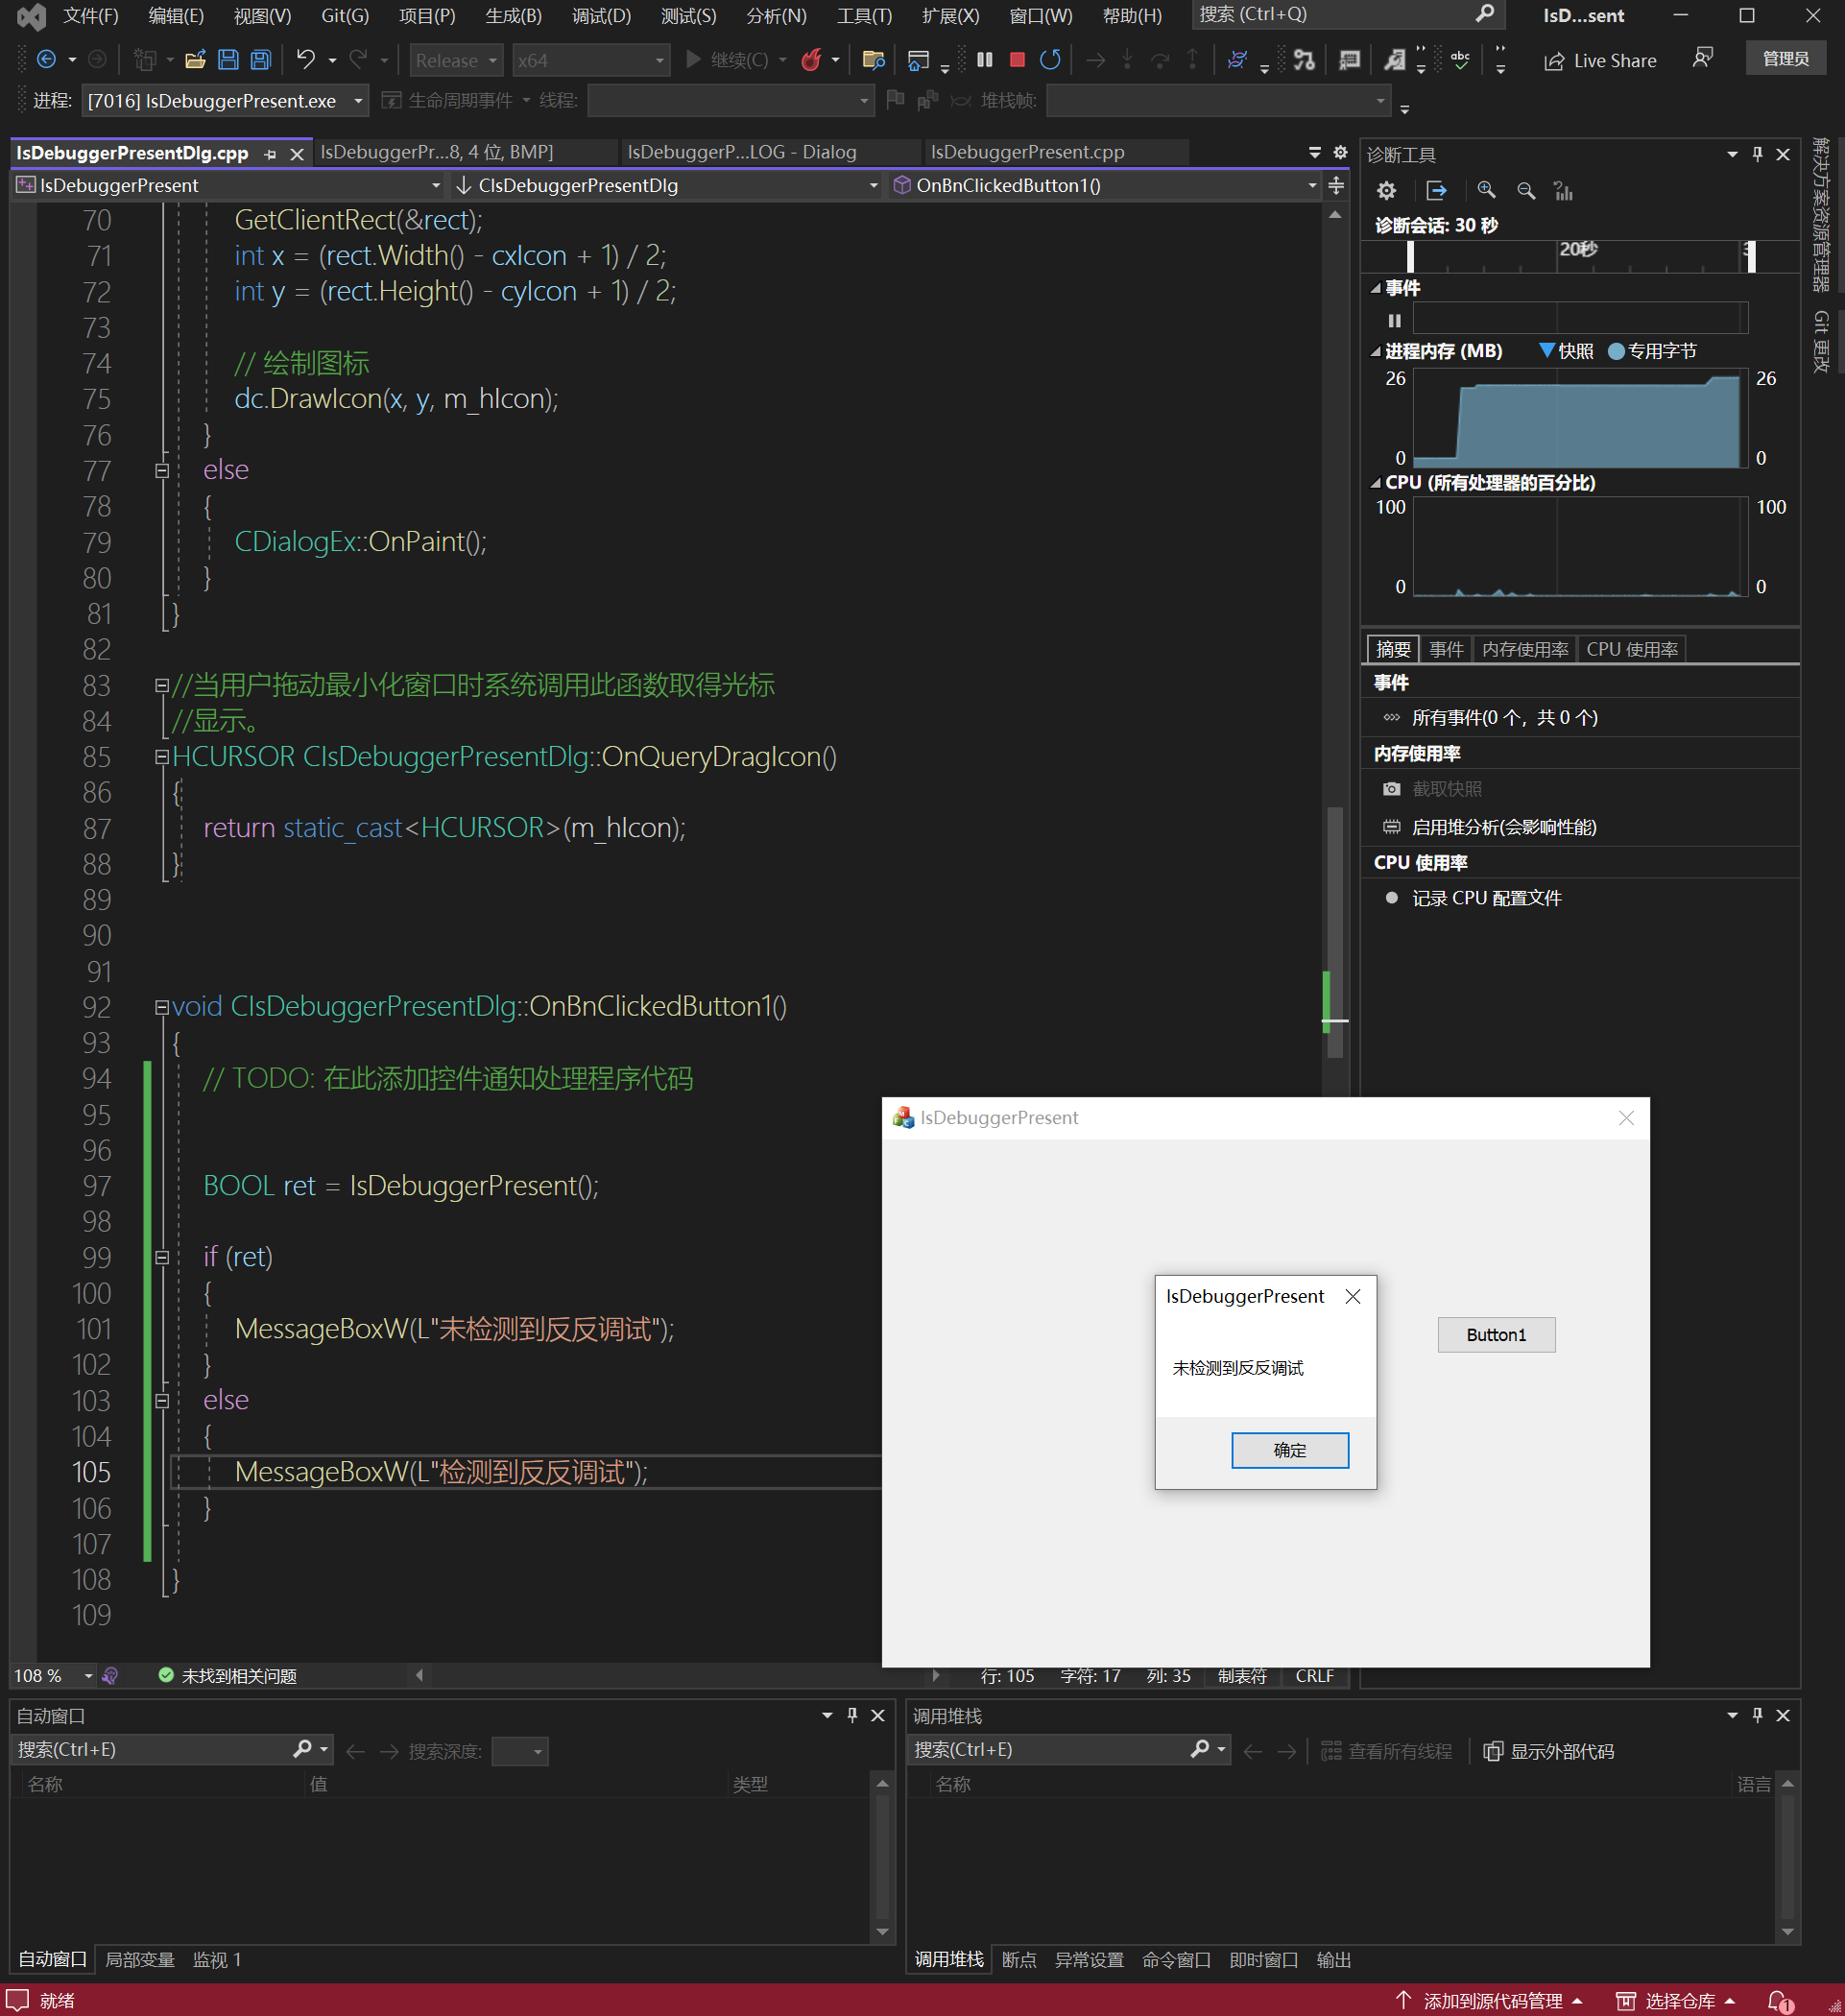 文件(F) 编辑(E) 视图(V) Git(G) 项目(P) 生成(B) 调试(D) 测试(S) 分析(N) 工具(T) 扩展(X) 窗口(W) 帮助(H) 搜索 (Ctrl+Q) IsD...sent
Release x64 继续(C) abc Live Share 管理员
进程: [7016] IsDebuggerPresent.exe 生命周期事件 线程: 堆栈帧:
IsDebuggerPresentDlg.cpp IsDebuggerPr...8, 4 位, BMP] IsDebuggerP...LOG - Dialog IsDebuggerPresent.cpp
IsDebuggerPresent CIsDebuggerPresentDlg OnBnClickedButton1()
70 GetClientRect(&rect);
71 int x = (rect.Width() - cxIcon + 1) / 2;
72 int y = (rect.Height() - cyIcon + 1) / 2;
73
74 // 绘制图标
75 dc.DrawIcon(x, y, m_hIcon);
76 }
77 else
78 {
79 CDialogEx::OnPaint();
80 }
81 }
82
83 //当用户拖动最小化窗口时系统调用此函数取得光标
84 //显示。
85 HCURSOR CIsDebuggerPresentDlg::OnQueryDragIcon()
86 {
87 return static_cast<HCURSOR>(m_hIcon);
88 }
89
90
91
92 void CIsDebuggerPresentDlg::OnBnClickedButton1()
93 {
94 // TODO: 在此添加控件通知处理程序代码
95
96
97 BOOL ret = IsDebuggerPresent();
98
99 if (ret)
100 {
101 MessageBoxW(L"未检测到反反调试");
102 }
103 else
104 {
105 MessageBoxW(L"检测到反反调试");
106 }
107
108 }
109
108 % 未找到相关问题 行: 105 字符: 17 列: 35 制表符 CRLF
诊断工具
诊断会话: 30 秒
20秒 3
事件
进程内存 (MB) 快照 专用字节
26 26
0 0
CPU (所有处理器的百分比)
100 100
0 0
摘要 事件 内存使用率 CPU 使用率
事件
所有事件(0 个，共 0 个)
内存使用率
截取快照
启用堆分析(会影响性能)
CPU 使用率
记录 CPU 配置文件
解决方案资源管理器
Git 更改
IsDebuggerPresent
IsDebuggerPresent
未检测到反反调试
确定
Button1
自动窗口
搜索(Ctrl+E) 搜索深度:
名称 值 类型
自动窗口 局部变量 监视 1
调用堆栈
搜索(Ctrl+E) 查看所有线程 显示外部代码
名称 语言
调用堆栈 断点 异常设置 命令窗口 即时窗口 输出
就绪 添加到源代码管理 选择仓库 1